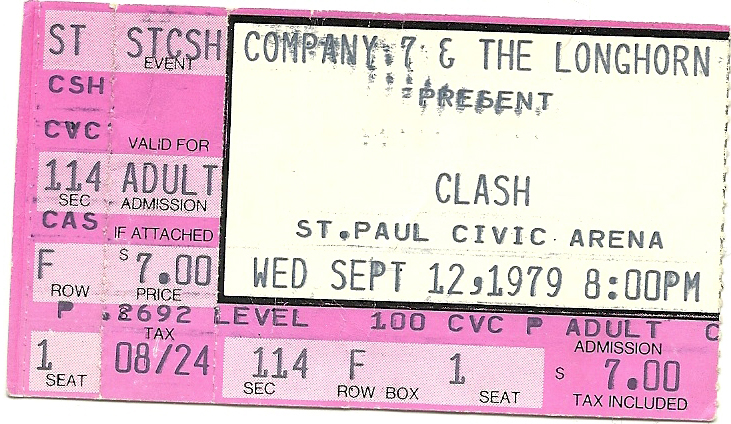 ST STCSH
EVENT
CSH
CVC
VALID FOR
114 ADULT
SEC ADMISSION
CAS
IF ATTACHED
F $7.00
ROW PRICE
COMPANY 7 & THE LONGHORN
PRESENT
CLASH
ST.PAUL CIVIC ARENA
WED SEPT 12,1979 8:00PM
P .2692 LEVEL 100 CVC P ADULT C
TAX
1 08/24
SEAT
114 F 1
SEC ROW BOX SEAT
ADMISSION
$ 7.00
TAX INCLUDED